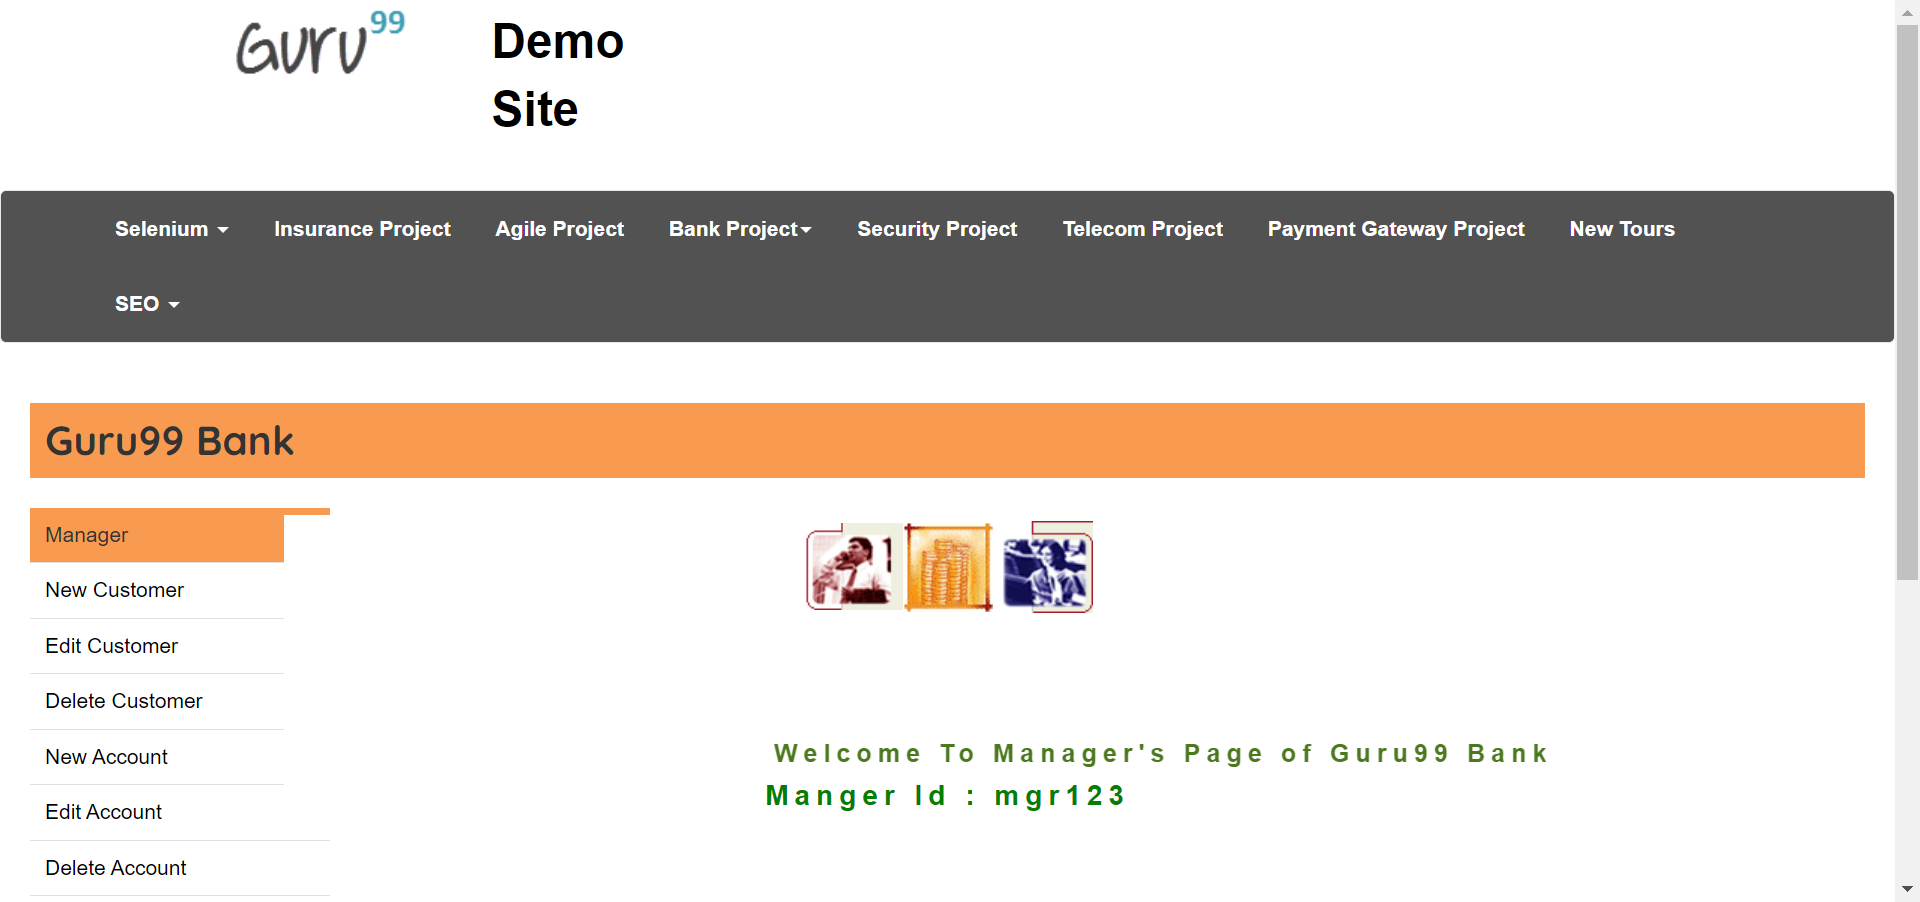 Guru99
Demo
Site
Selenium
Insurance Project
Agile Project
Bank Project
Security Project
Telecom Project
Payment Gateway Project
New Tours
SEO
Guru99 Bank
Manager
New Customer
Edit Customer
Delete Customer
New Account
Edit Account
Delete Account
Welcome To Manager's Page of Guru99 Bank
Manger Id : mgr123